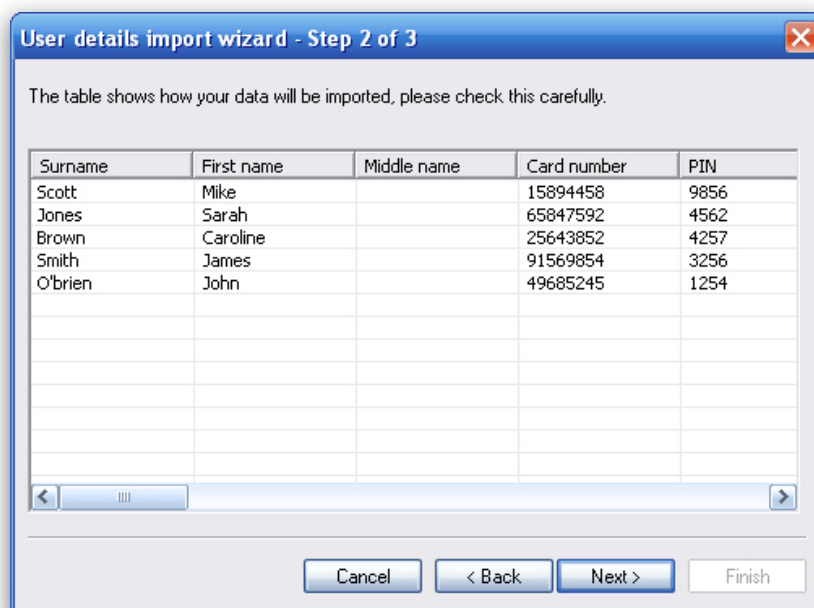 User details import wizard - Step 2 of 3
The table shows how your data will be imported, please check this carefully.
Surname First name Middle name Card number PIN
Scott Mike 15894458 9856
Jones Sarah 65847592 4562
Brown Caroline 25643852 4257
Smith James 91569854 3256
O'brien John 49685245 1254
Cancel < Back Next > Finish